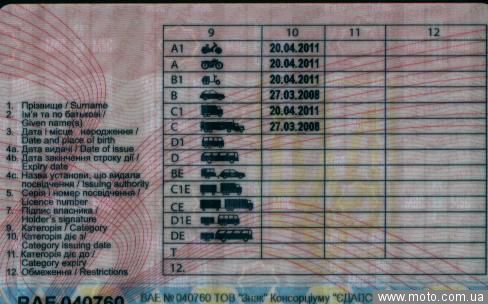 9 10 11 12
A1 20.04.2011
A 20.04.2011
B1 20.04.2011
B 27.03.2008
C1 20.04.2011
C 27.03.2008
D1
D
BE
C1E
CE
D1E
DE
T
12.
1. Прізвище / Surname
2. Ім'я та по батькові /
Given name(s)
3. Дата і місце народження /
Date and place of birth
4a. Дата видачі / Date of issue
4b. Дата закінчення строку дії /
Expiry date
4c. Назва установи, що видала
посвідчення / Issuing authority
5. Серія і номер посвідчення /
Licence number
7. Підпис власника /
Holder's signature
9. Категорія / Category
10. Категорія діє з /
Category issuing date
11. Категорія діє до /
Category expiry
12. Обмеження / Restrictions
ВАЕ 040760
ВАЕ № 040760 ТОВ "Знак" Консорціуму "ЄДАПС
www.moto.com.ua